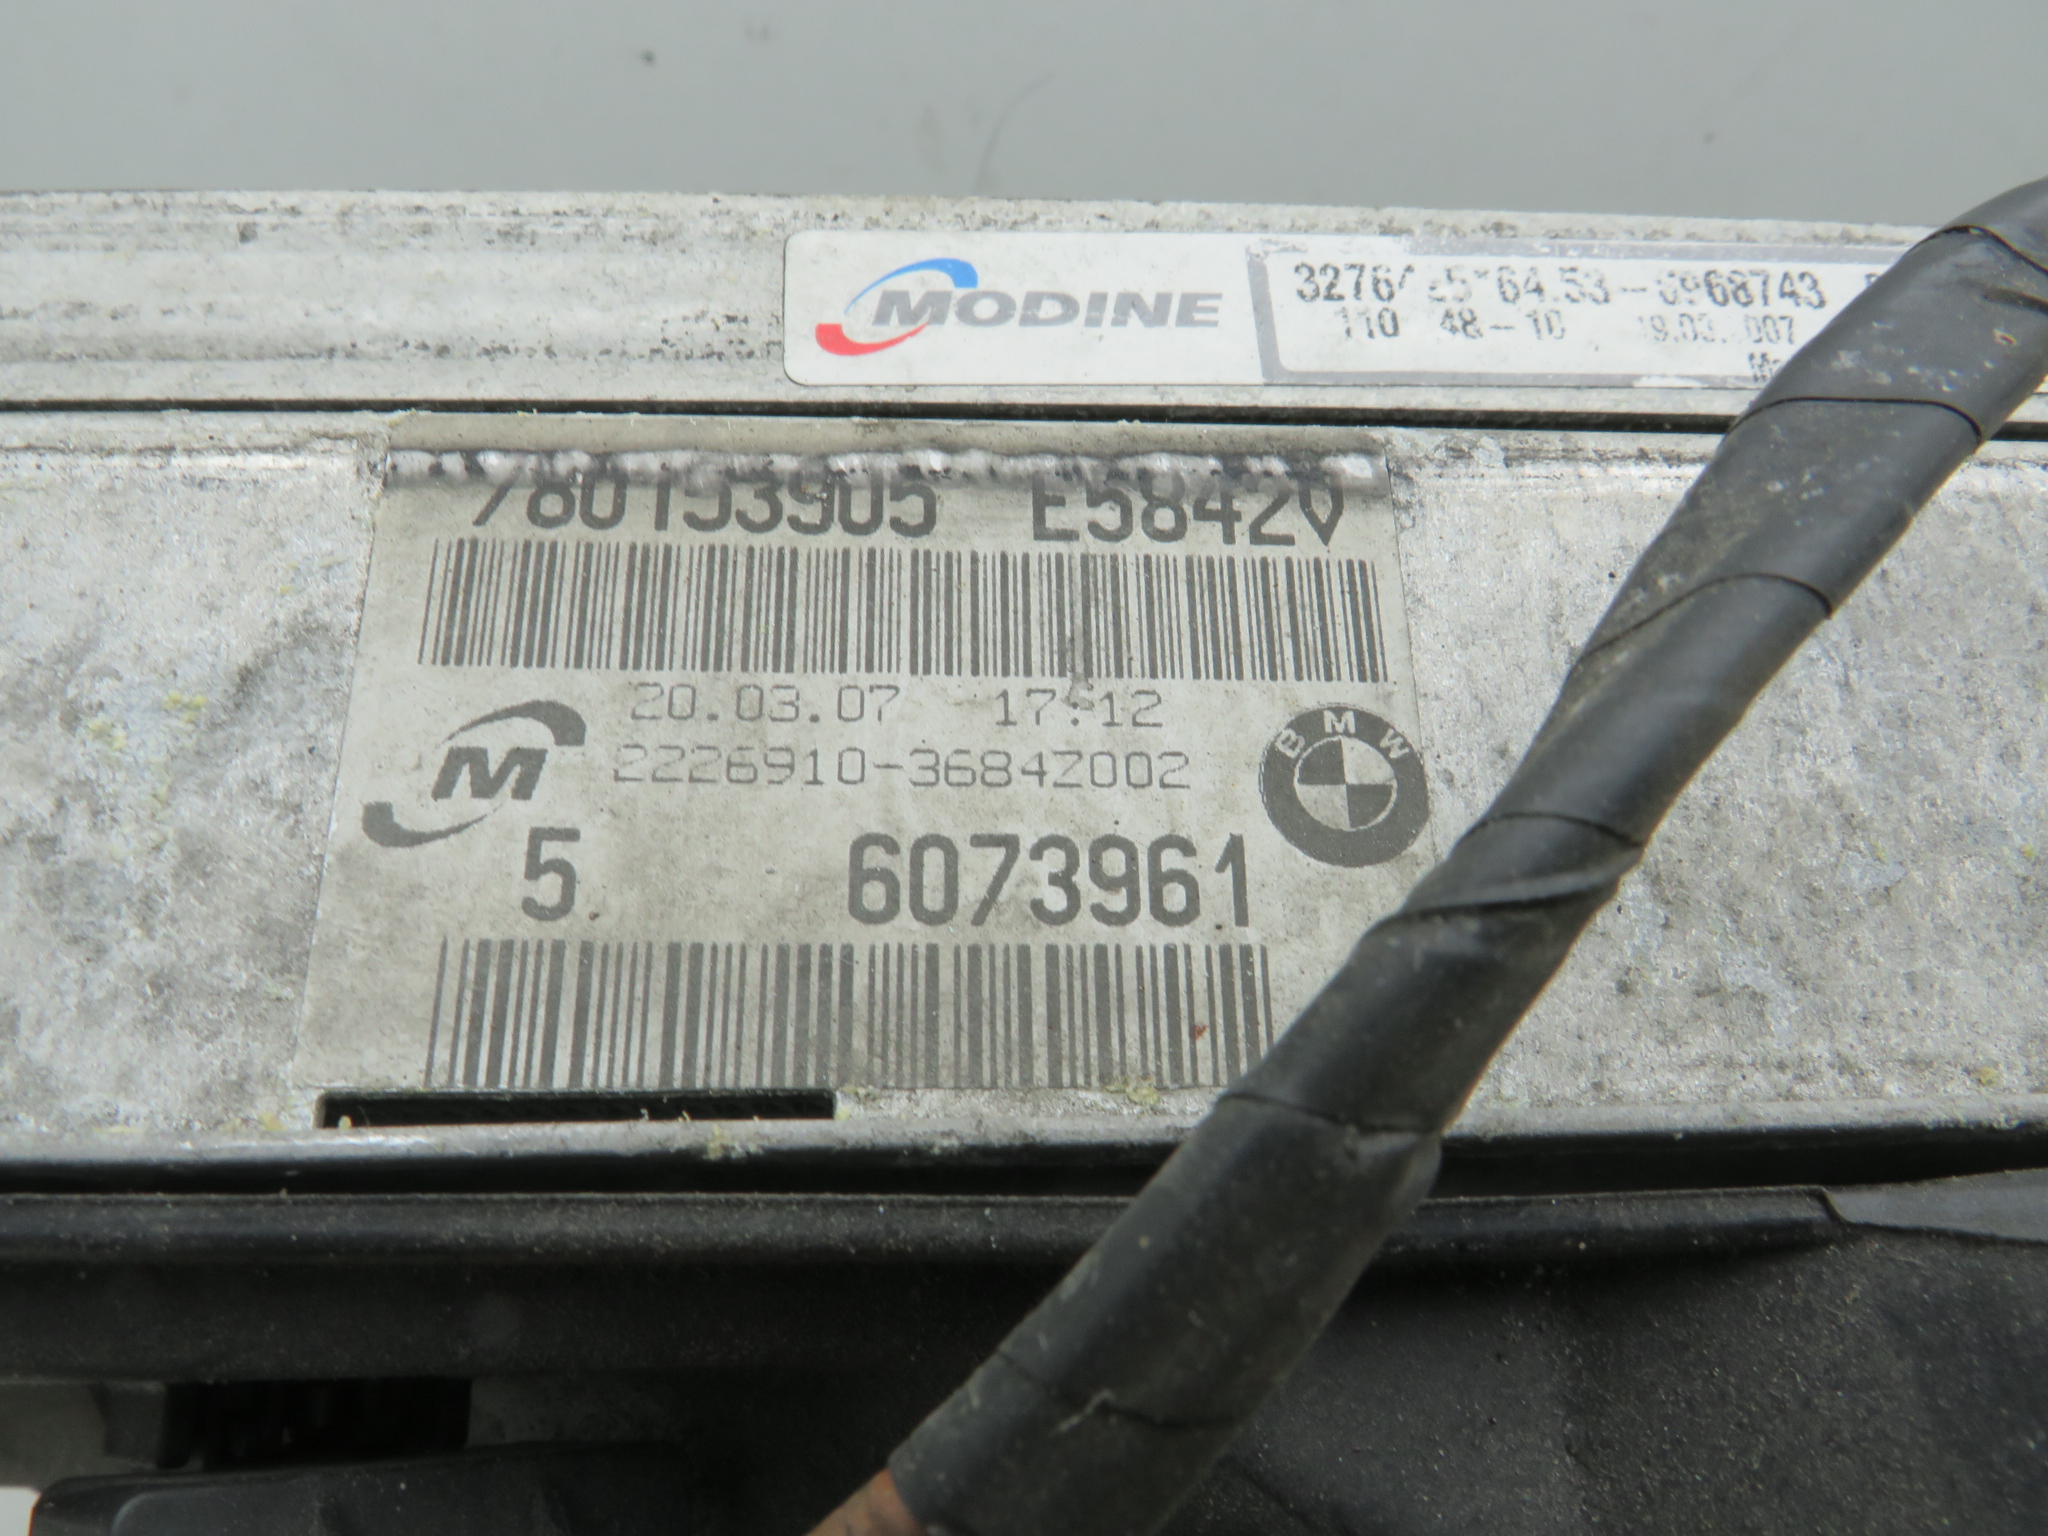 MODINE
110 48-10
780153905 E5842V
20.03.07 17:12
2226910-3684Z002
M
BMW
5 6073961